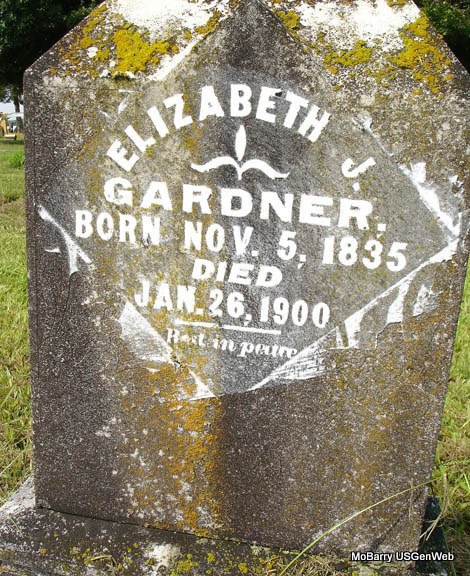 ELIZABETH J.
GARDNER.
BORN NOV. 5, 1835
DIED
JAN. 26, 1900
Rest in peace
MoBarry USGenWeb